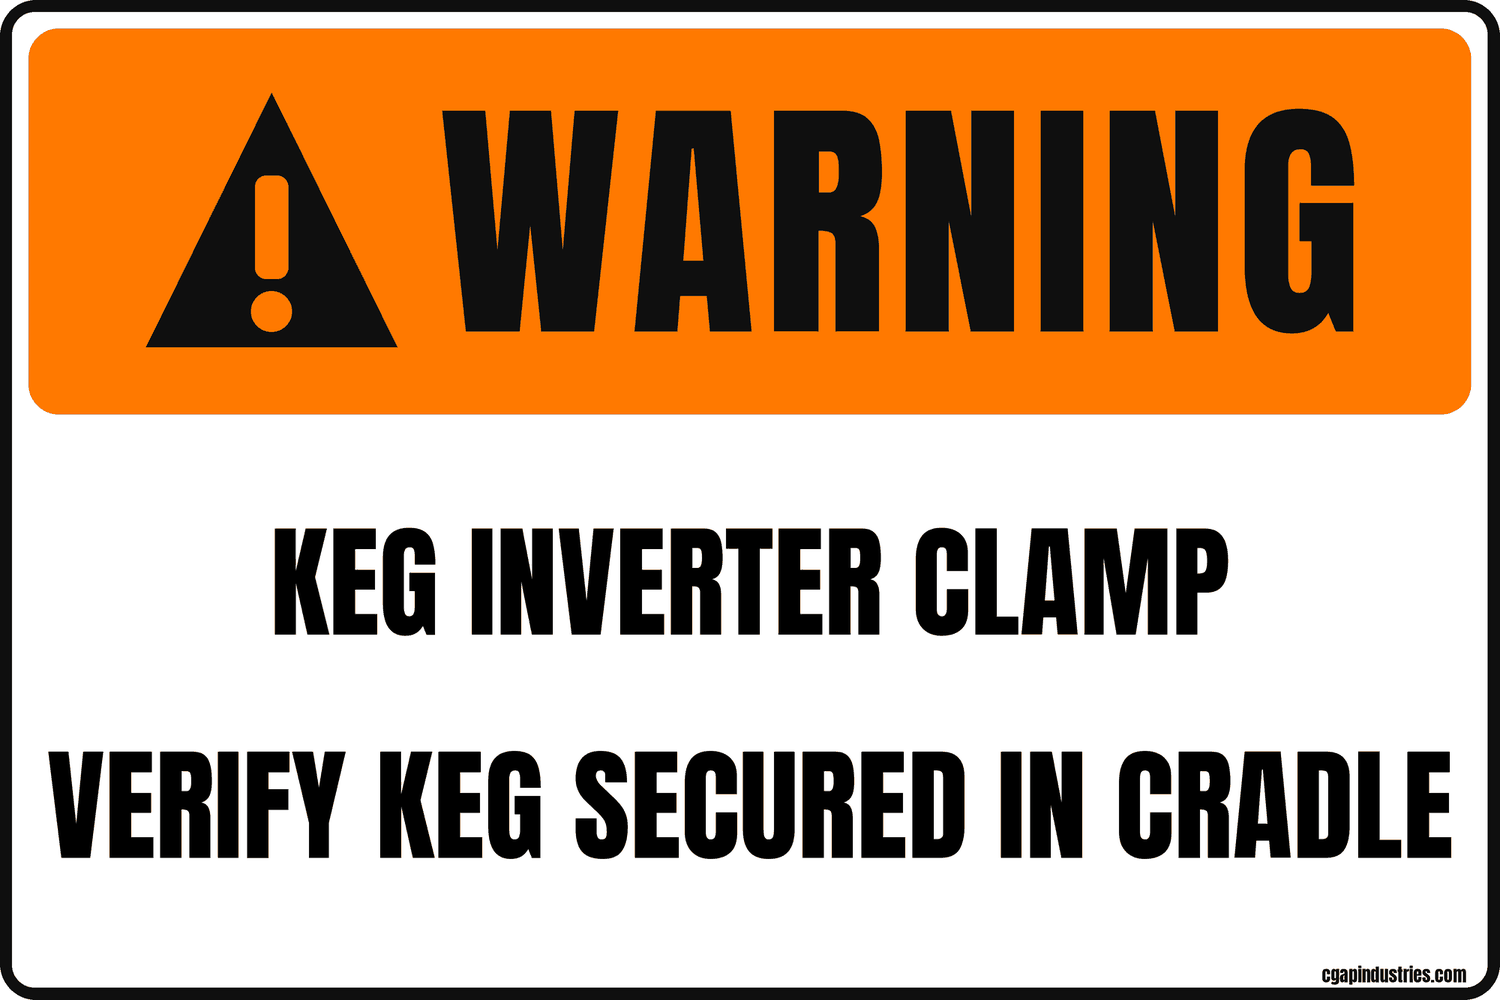 WARNING
KEG INVERTER CLAMP
VERIFY KEG SECURED IN CRADLE
cgapindustries.com